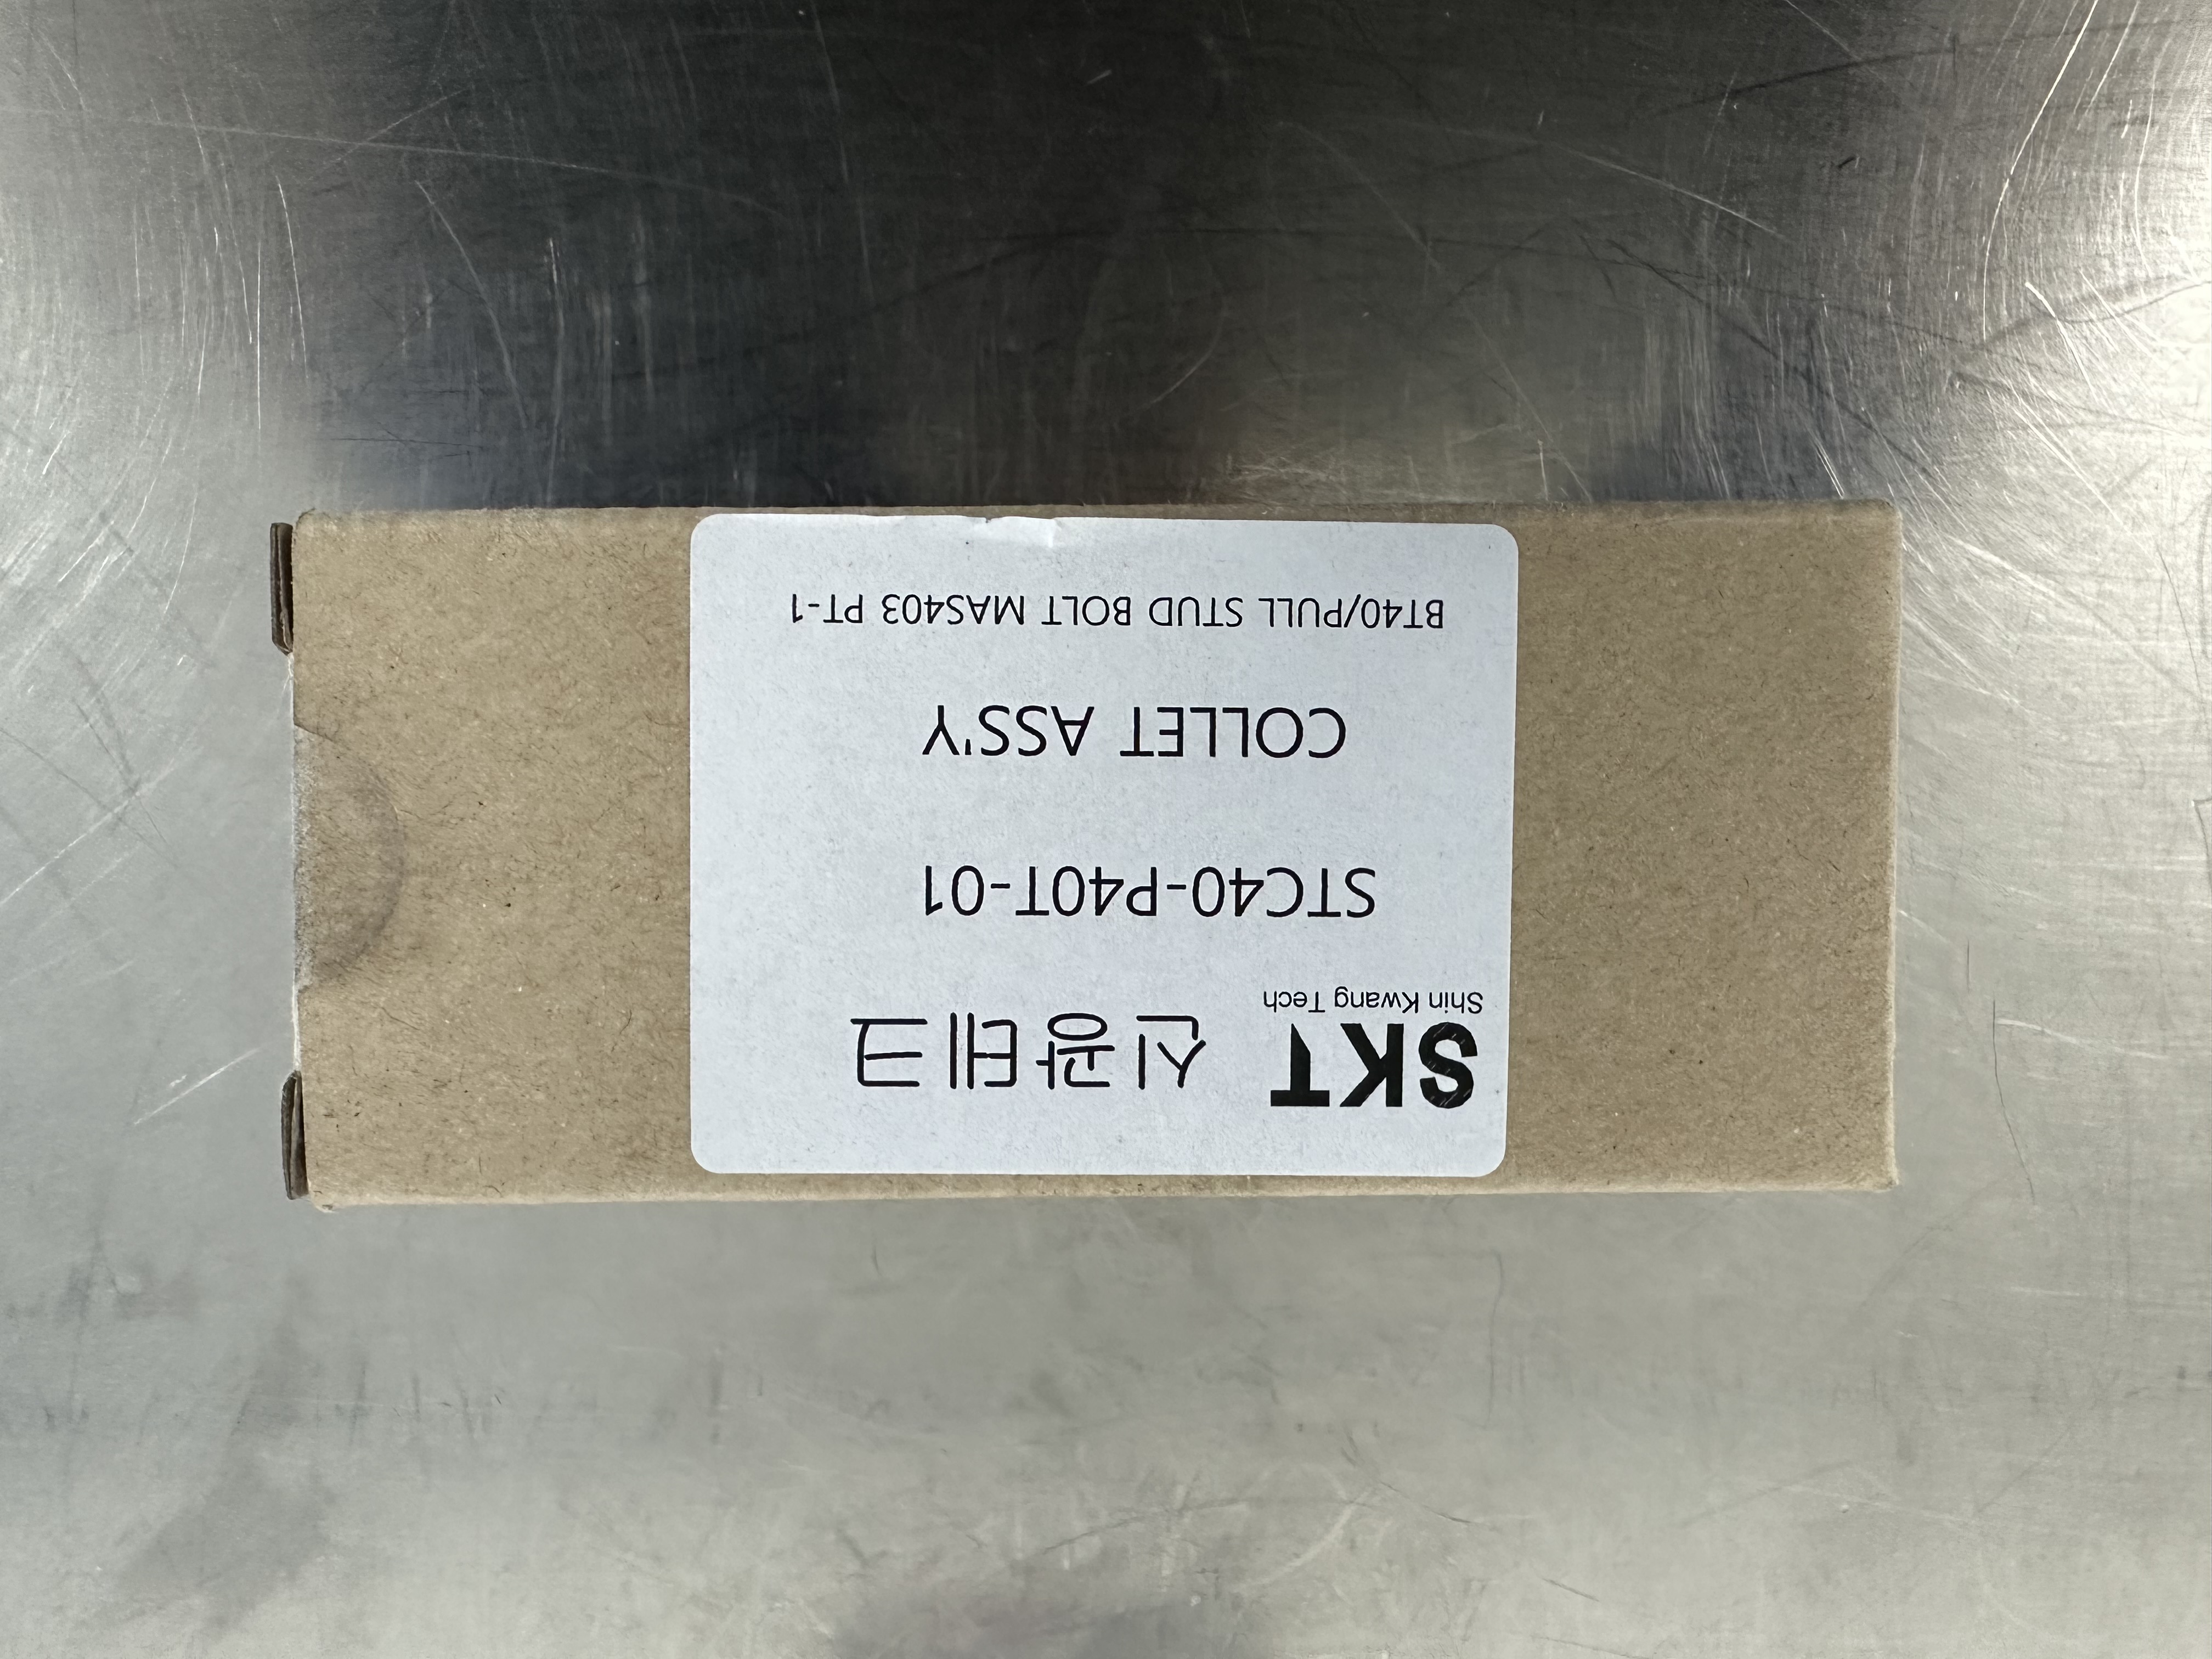 SKT 신광테크
Shin Kwang Tech
STC40-P40T-01
COLLET ASS'Y
BT40/PULL STUD BOLT MAS403 PT-1